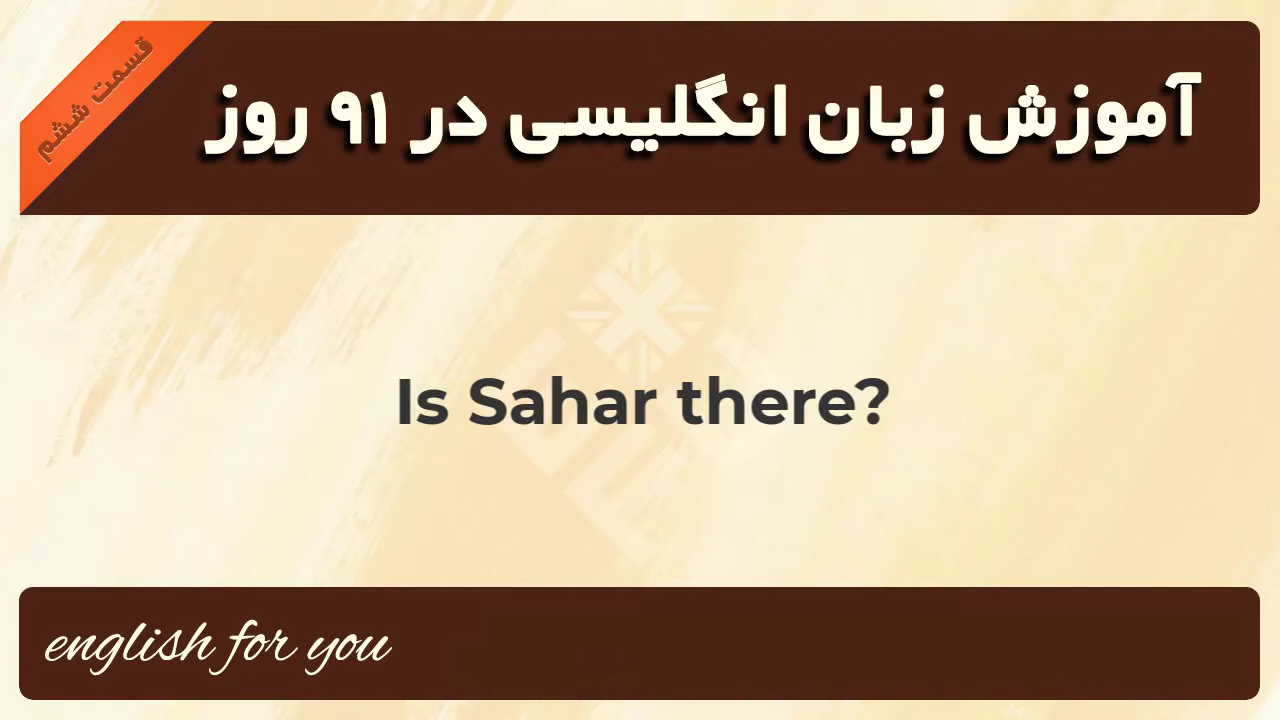 قسمت ششم
آموزش زبان انگلیسی در ۹۱ روز
Is Sahar there?
english for you